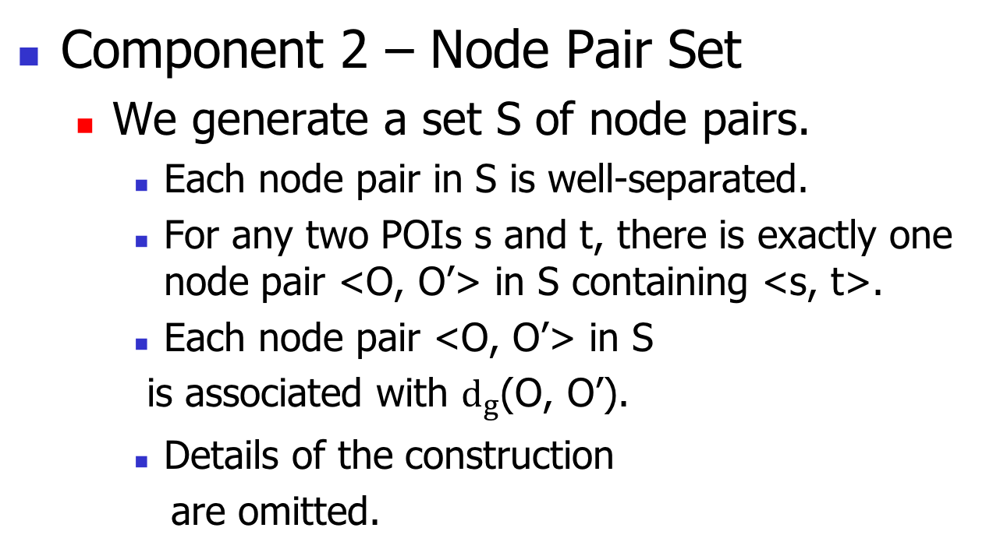 Component 2 – Node Pair Set
We generate a set S of node pairs.
Each node pair in S is well-separated.
For any two POIs s and t, there is exactly one
node pair <O, O’> in S containing <s, t>.
Each node pair <O, O’> in S
is associated with dg(O, O’).
Details of the construction
are omitted.